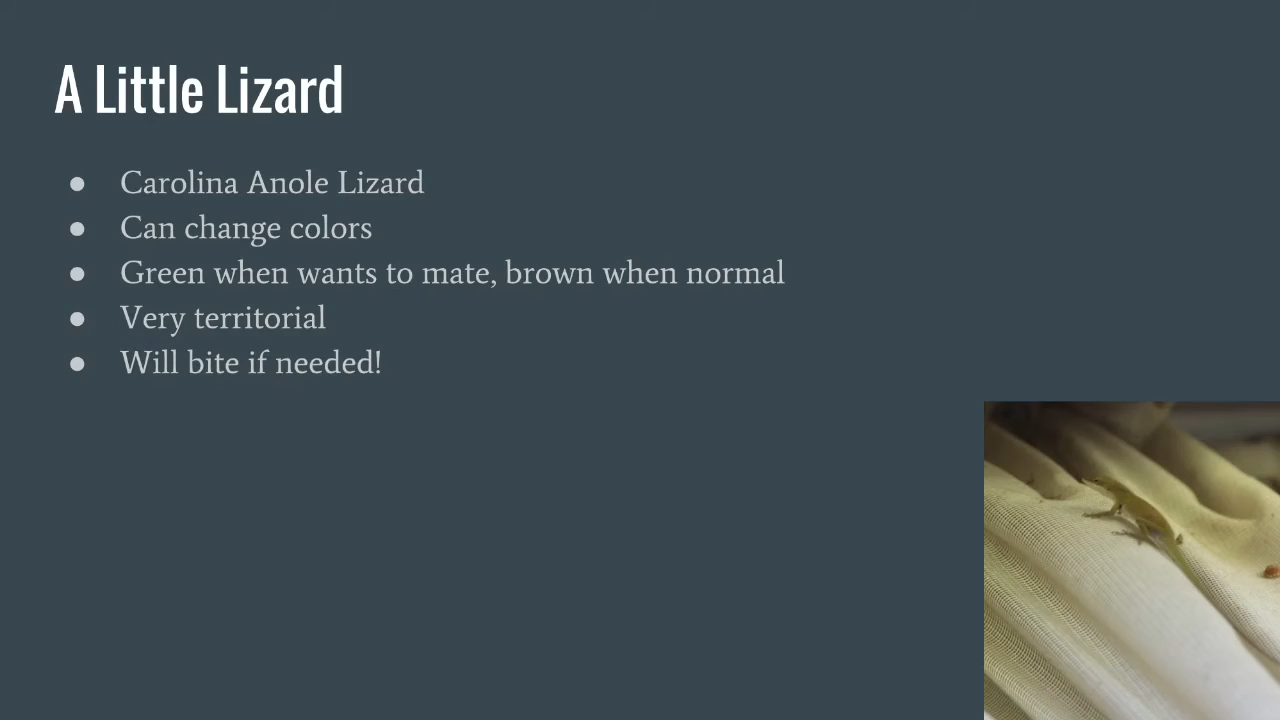 A Little Lizard
● Carolina Anole Lizard
● Can change colors
● Green when wants to mate, brown when normal
● Very territorial
● Will bite if needed!